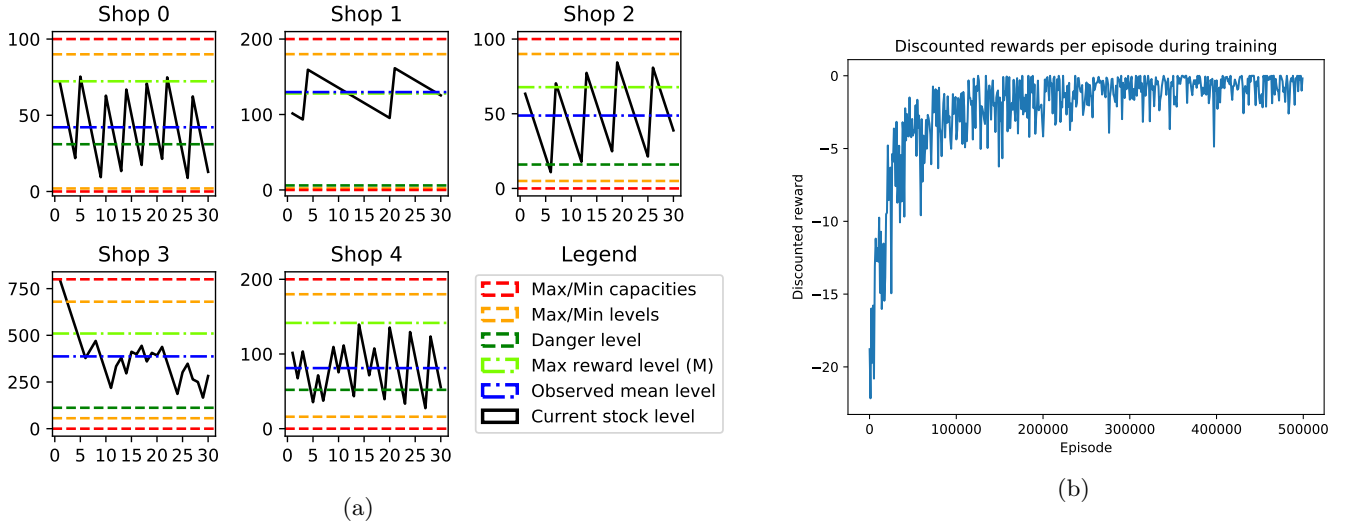 Shop 0
100
50
0
0 5 10 15 20 25 30
Shop 1
200
100
0
0 5 10 15 20 25 30
Shop 2
100
50
0
0 5 10 15 20 25 30
Shop 3
750
500
250
0
0 5 10 15 20 25 30
Shop 4
200
100
0
0 5 10 15 20 25 30
Legend
Max/Min capacities
Max/Min levels
Danger level
Max reward level (M)
Observed mean level
Current stock level
(a)
Discounted rewards per episode during training
Discounted reward
0
−5
−10
−15
−20
0 100000 200000 300000 400000 500000
Episode
(b)